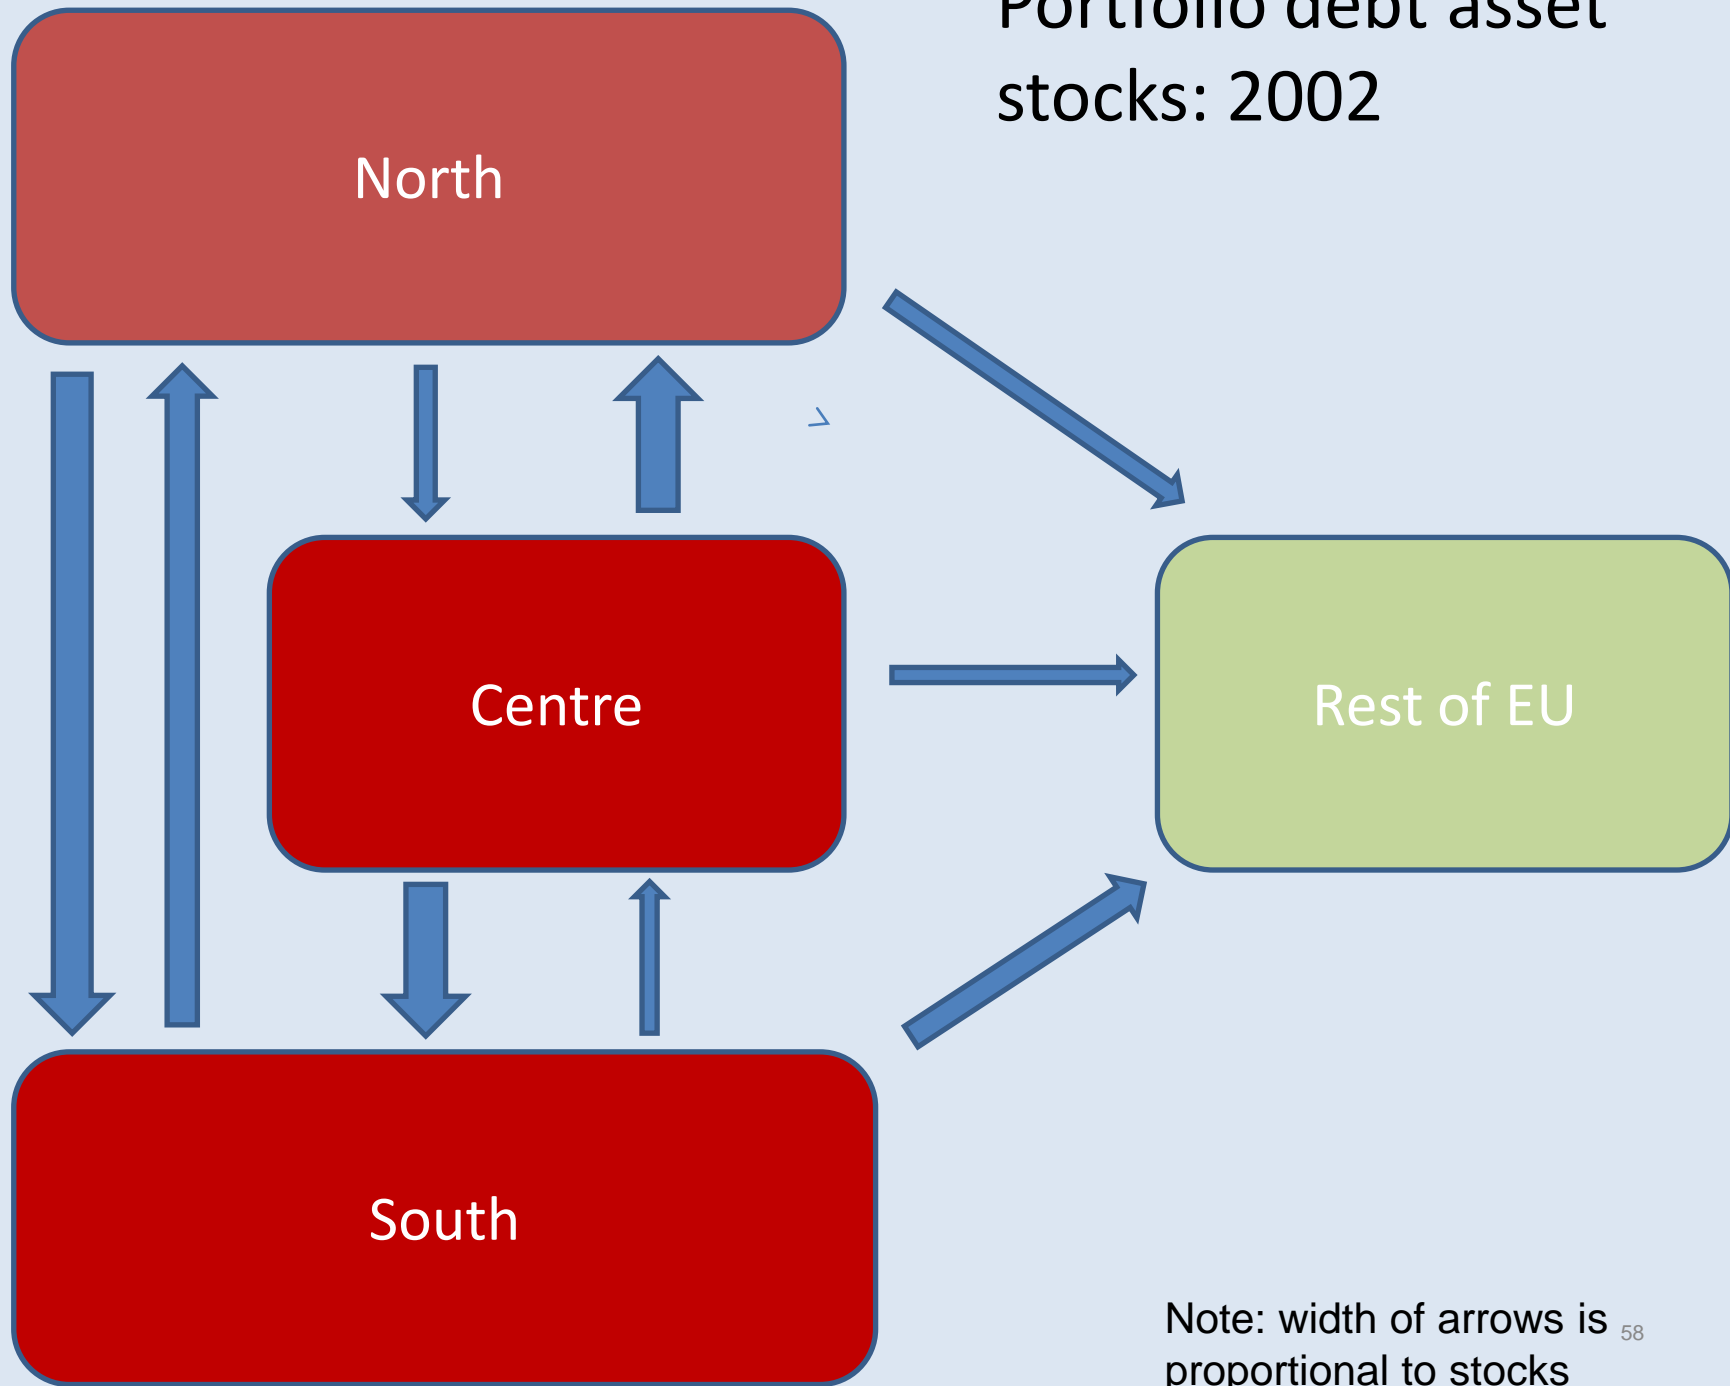 Portfolio debt asset
stocks: 2002
North
Centre
Rest of EU
South
Note: width of arrows is
58
proportional to stocks